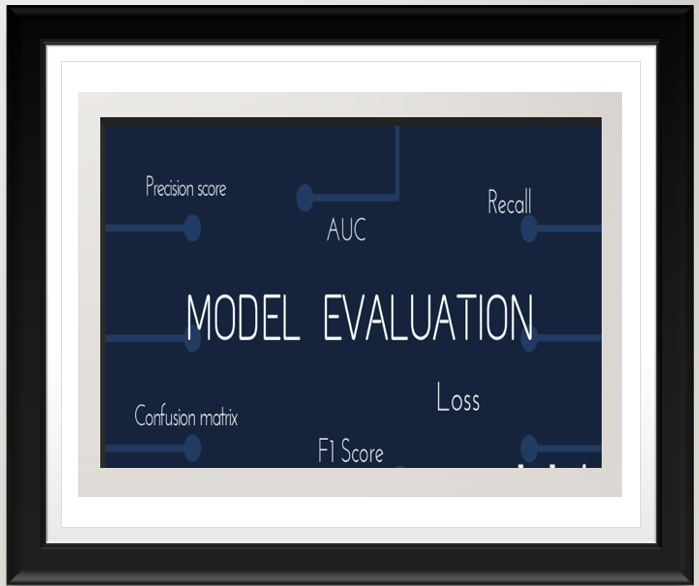 Precision score
Recall
AUC
MODEL EVALUATION
Loss
Confusion matrix
F1 Score